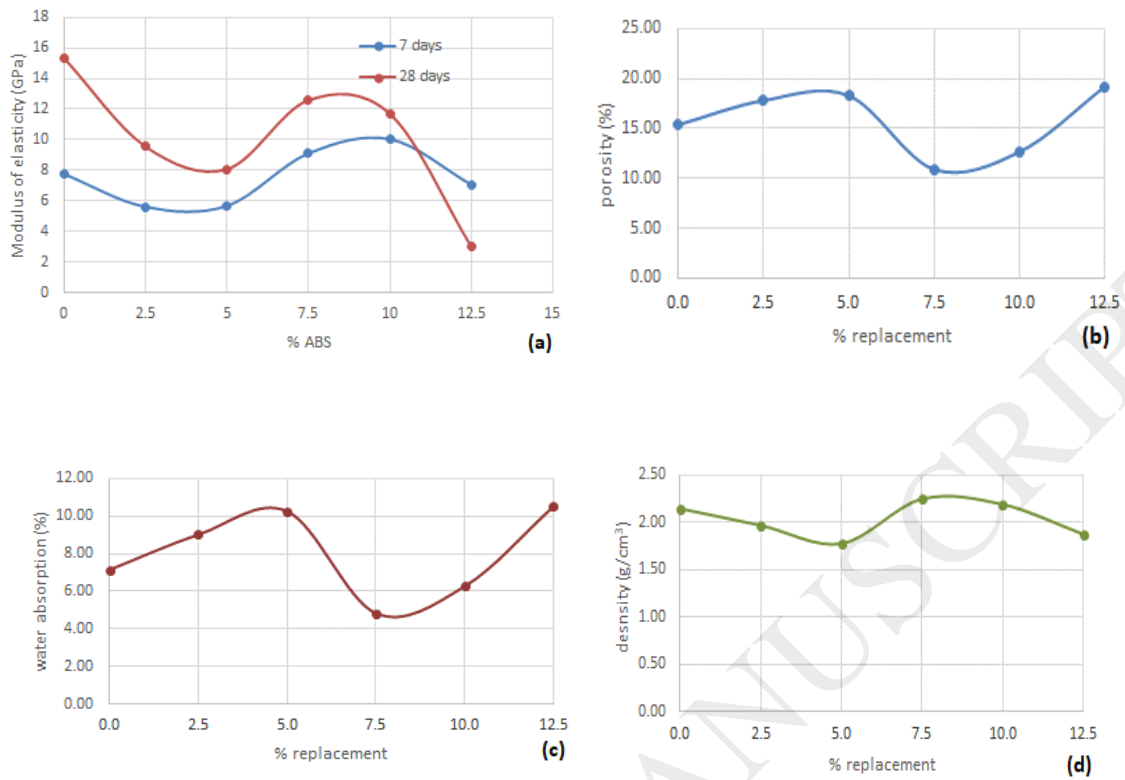 18
16
14
12
10
8
6
4
2
0
Modulus of elasticity (GPa)
7 days
28 days
0 2.5 5 7.5 10 12.5 15
% ABS
(a)
25.00
20.00
15.00
10.00
5.00
0.00
porosity (%)
0.0 2.5 5.0 7.5 10.0 12.5
% replacement
(b)
12.00
10.00
8.00
6.00
4.00
2.00
0.00
water absorption (%)
0.0 2.5 5.0 7.5 10.0 12.5
% replacement
(c)
2.50
2.00
1.50
1.00
0.50
0.00
desnsity (g/cm³)
0.0 2.5 5.0 7.5 10.0 12.5
% replacement
(d)
ANUSCRIP